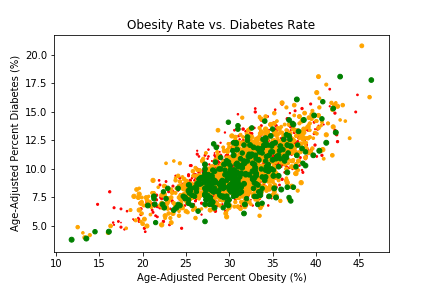 Obesity Rate vs. Diabetes Rate
Age-Adjusted Percent Diabetes (%)
20.0
17.5
15.0
12.5
10.0
7.5
5.0
10 15 20 25 30 35 40 45
Age-Adjusted Percent Obesity (%)